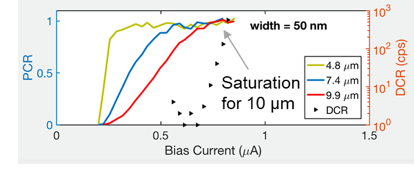 width = 50 nm
PCR
1
0.5
0
Saturation
for 10 μm
4.8 μm
7.4 μm
9.9 μm
DCR
10³
10²
10¹
10⁰
DCR (cps)
0
0.5
1
1.5
Bias Current (μA)